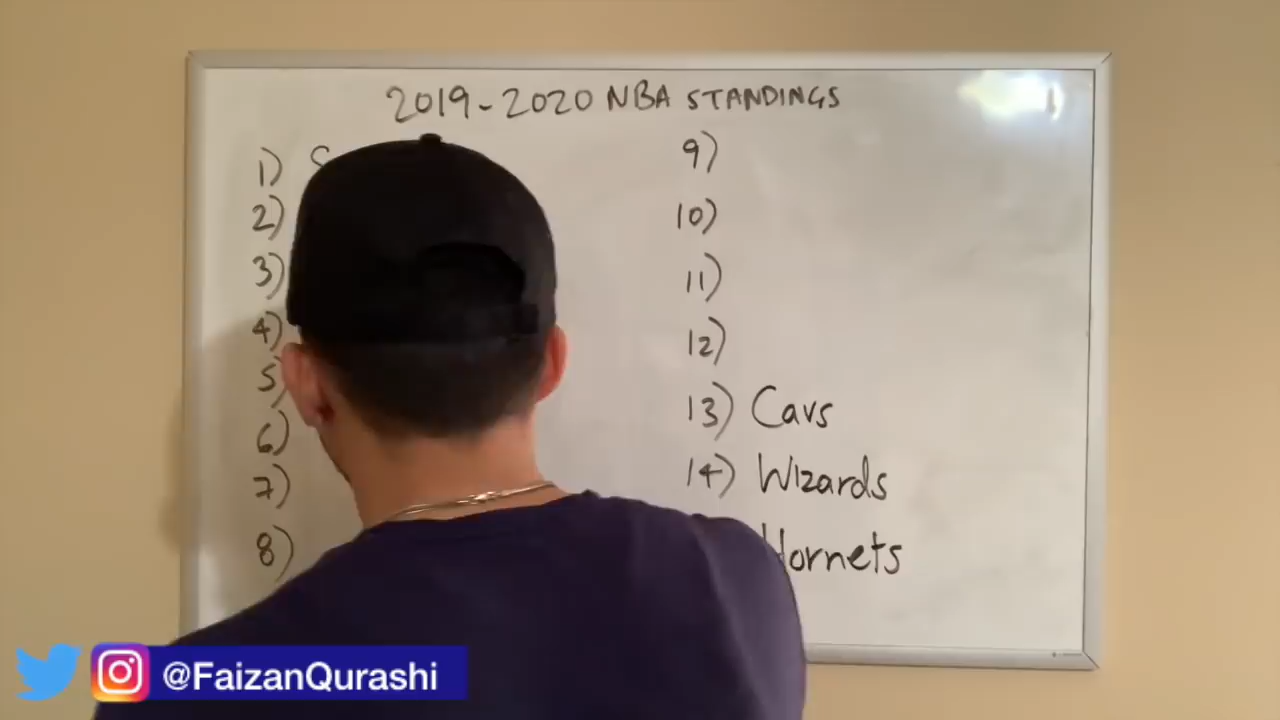 2019-2020 NBA STANDINGS
1)
2)
3)
4)
5)
6)
7)
8)
9)
10)
11)
12)
13) Cavs
14) Wizards
Hornets
@FaizanQurashi